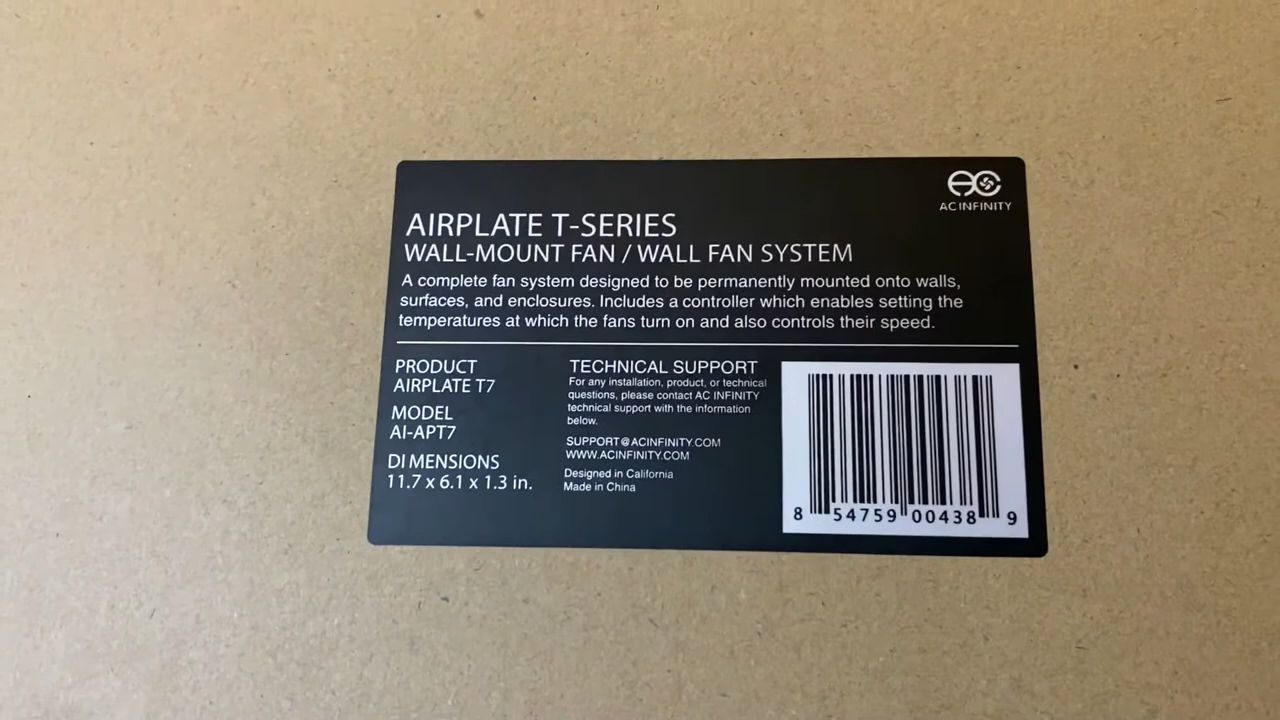 AC INFINITY
AIRPLATE T-SERIES
WALL-MOUNT FAN / WALL FAN SYSTEM
A complete fan system designed to be permanently mounted onto walls,
surfaces, and enclosures. Includes a controller which enables setting the
temperatures at which the fans turn on and also controls their speed.
PRODUCT
AIRPLATE T7
MODEL
AI-APT7
DIMENSIONS
11.7 x 6.1 x 1.3 in.
TECHNICAL SUPPORT
For any installation, product, or technical
questions, please contact AC INFINITY
technical support with the information
below.
SUPPORT@ACINFINITY.COM
WWW.ACINFINITY.COM
Designed in California
Made in China
8 54759 00438 9